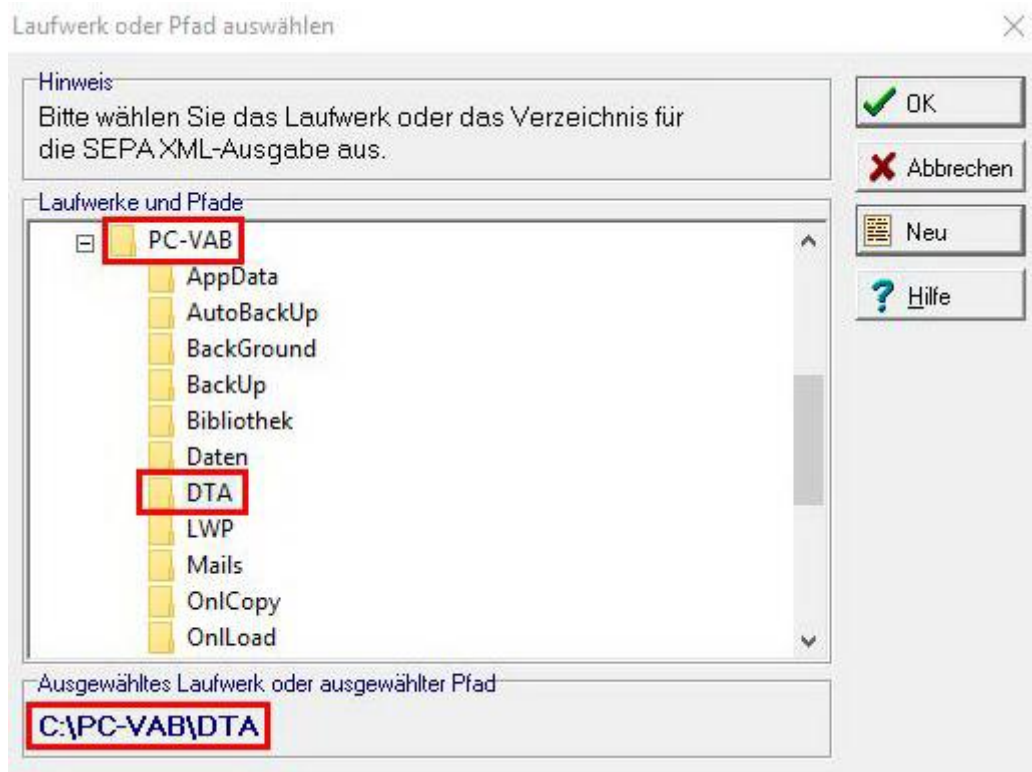 Laufwerk oder Pfad auswählen
Hinweis
Bitte wählen Sie das Laufwerk oder das Verzeichnis für
die SEPA XML-Ausgabe aus.
OK
Abbrechen
Neu
Hilfe
Laufwerke und Pfade
PC-VAB
AppData
AutoBackUp
BackGround
BackUp
Bibliothek
Daten
DTA
LWP
Mails
OnlCopy
OnlLoad
Ausgewähltes Laufwerk oder ausgewählter Pfad
C:\PC-VAB\DTA